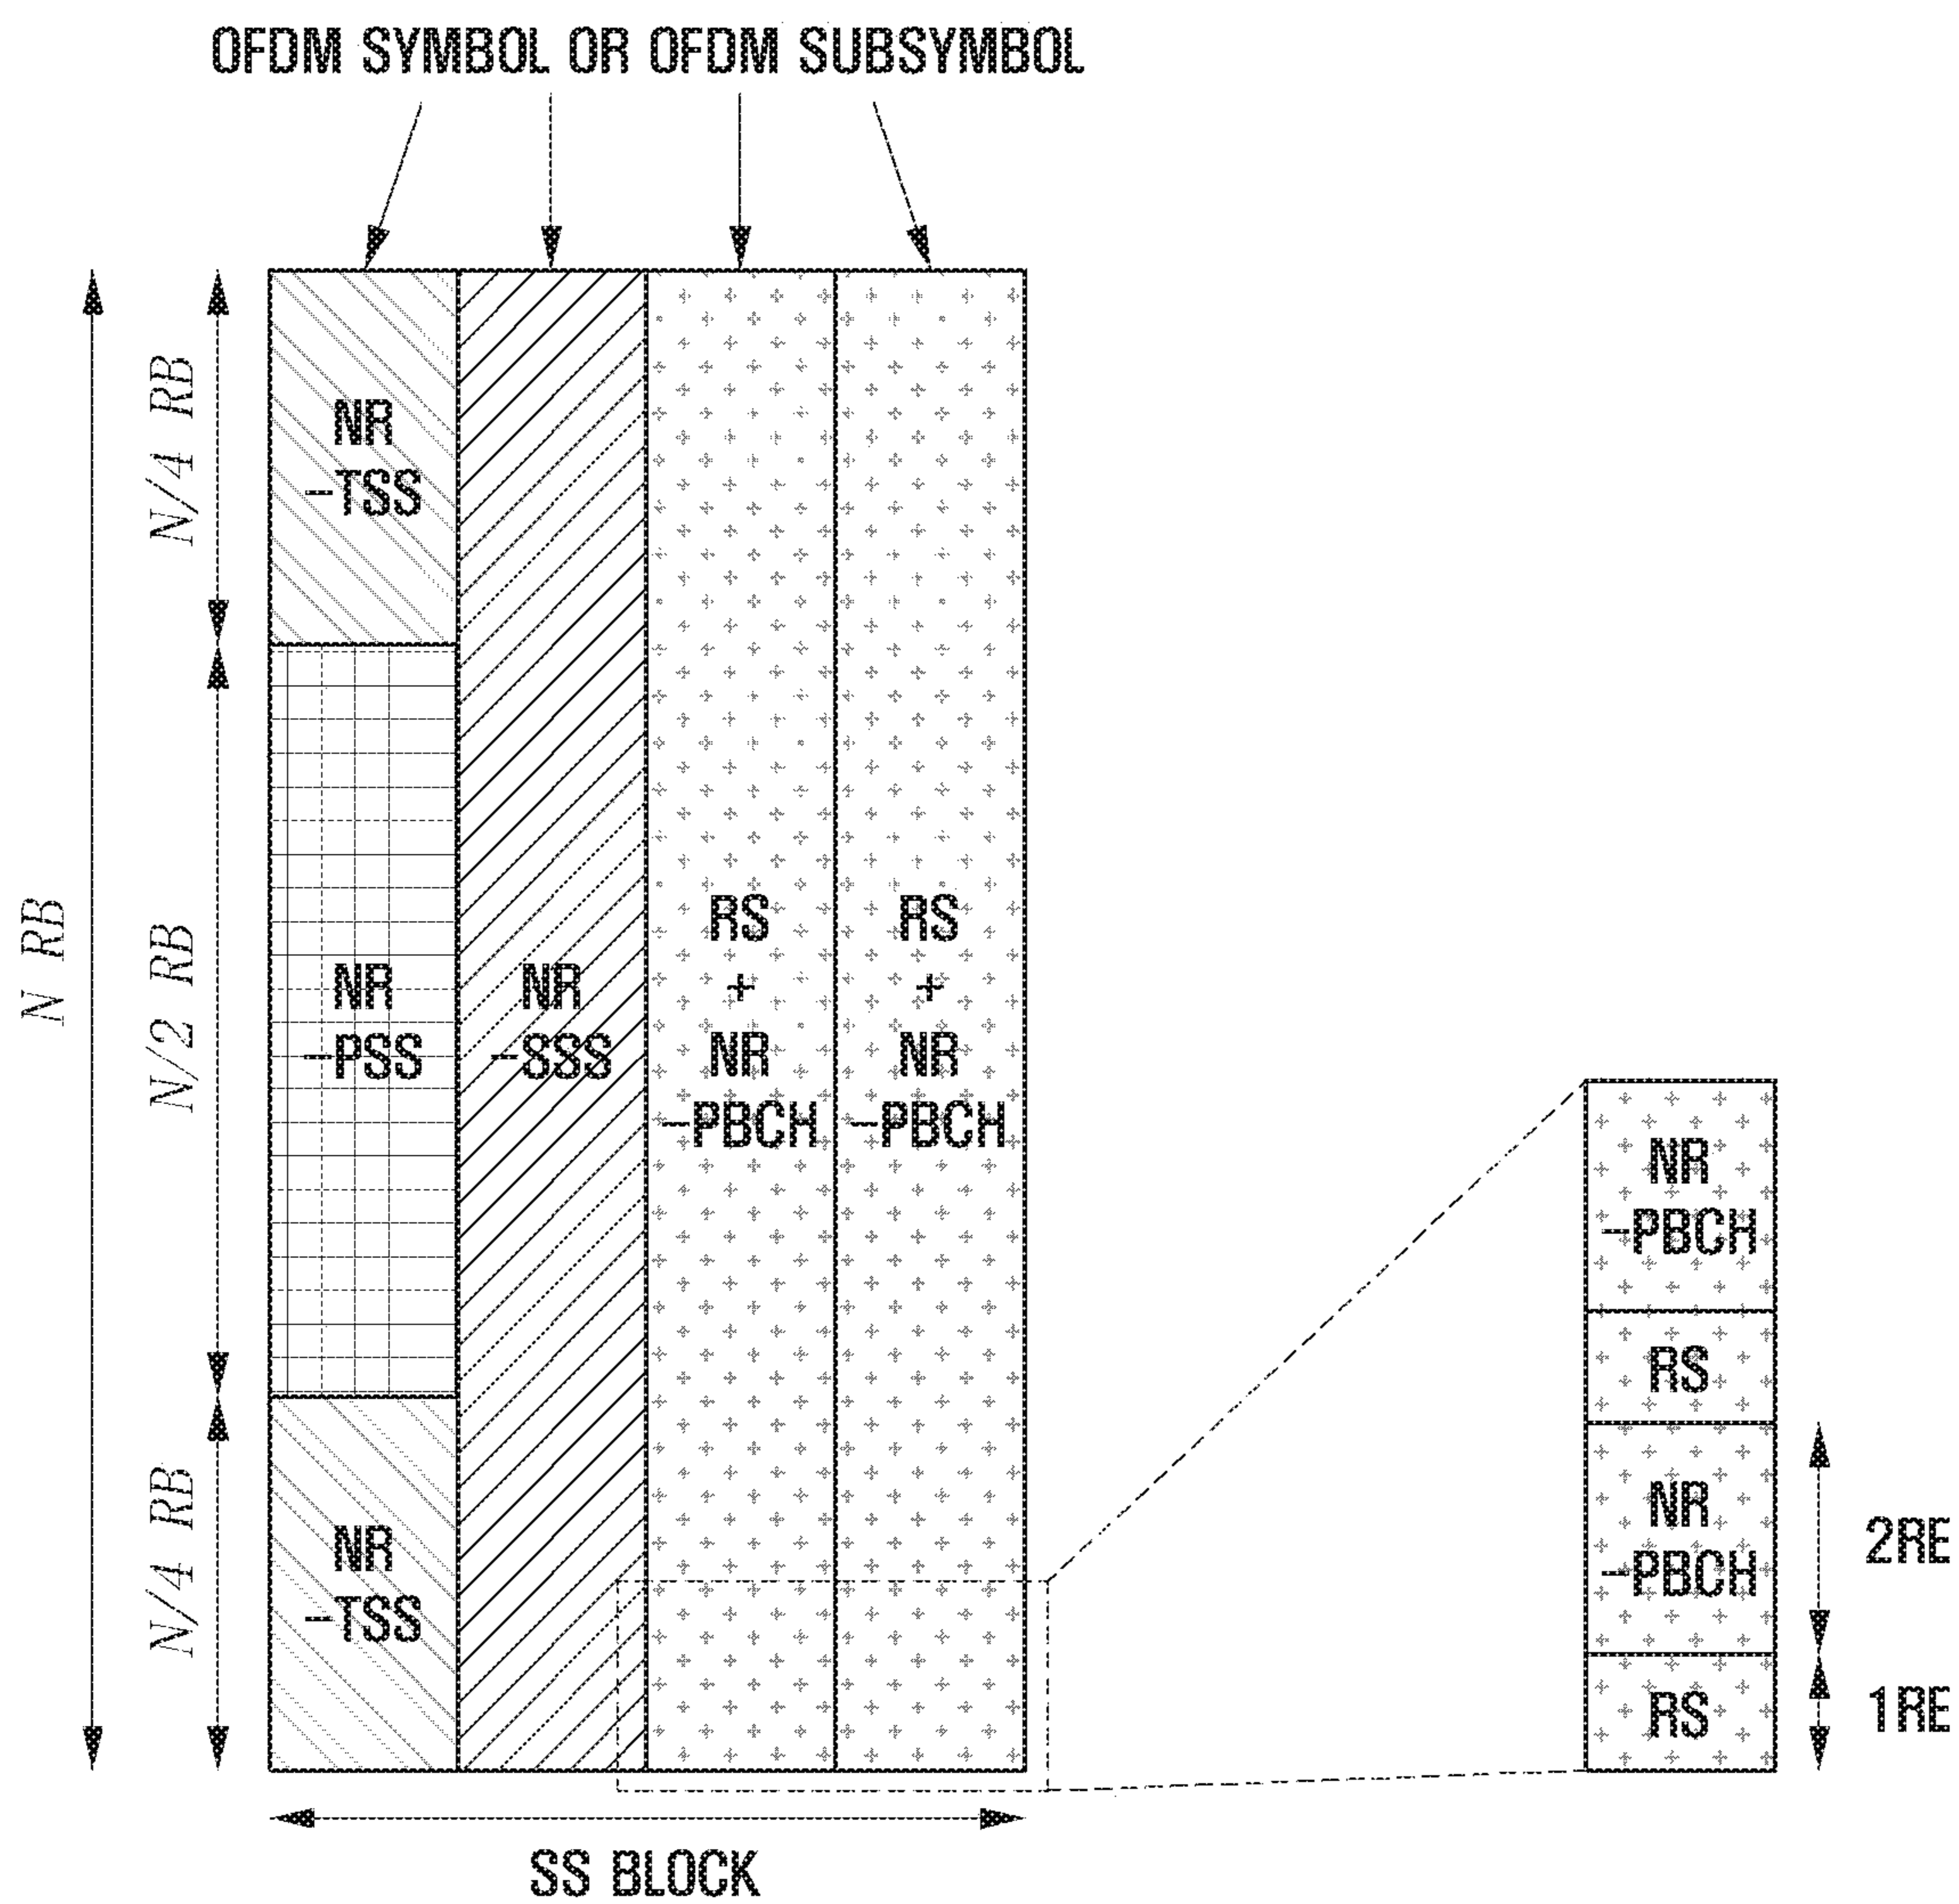 OFDM SYMBOL OR OFDM SUBSYMBOL
N RB
N/4 RB
N/2 RB
N/4 RB
NR
-TSS
NR
-PSS
NR
-TSS
NR
-SSS
RS
+
NR
-PBCH
RS
+
NR
-PBCH
NR
-PBCH
RS
NR
-PBCH
RS
2RE
1RE
SS BLOCK